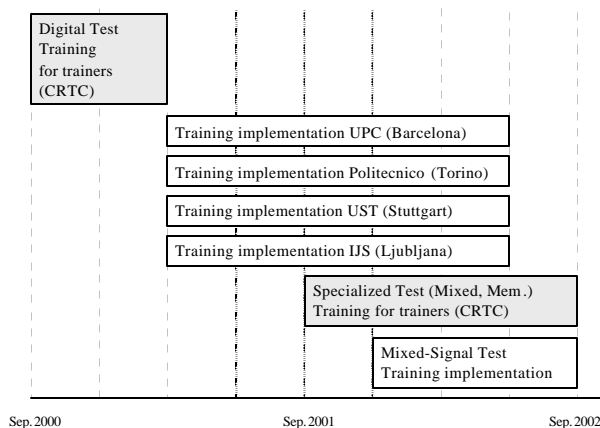 Digital Test
Training
for trainers
(CRTC)
Training implementation UPC (Barcelona)
Training implementation Politecnico (Torino)
Training implementation UST (Stuttgart)
Training implementation IJS (Ljubljana)
Specialized Test (Mixed, Mem.)
Training for trainers (CRTC)
Mixed-Signal Test
Training implementation
Sep. 2000
Sep. 2001
Sep. 2002